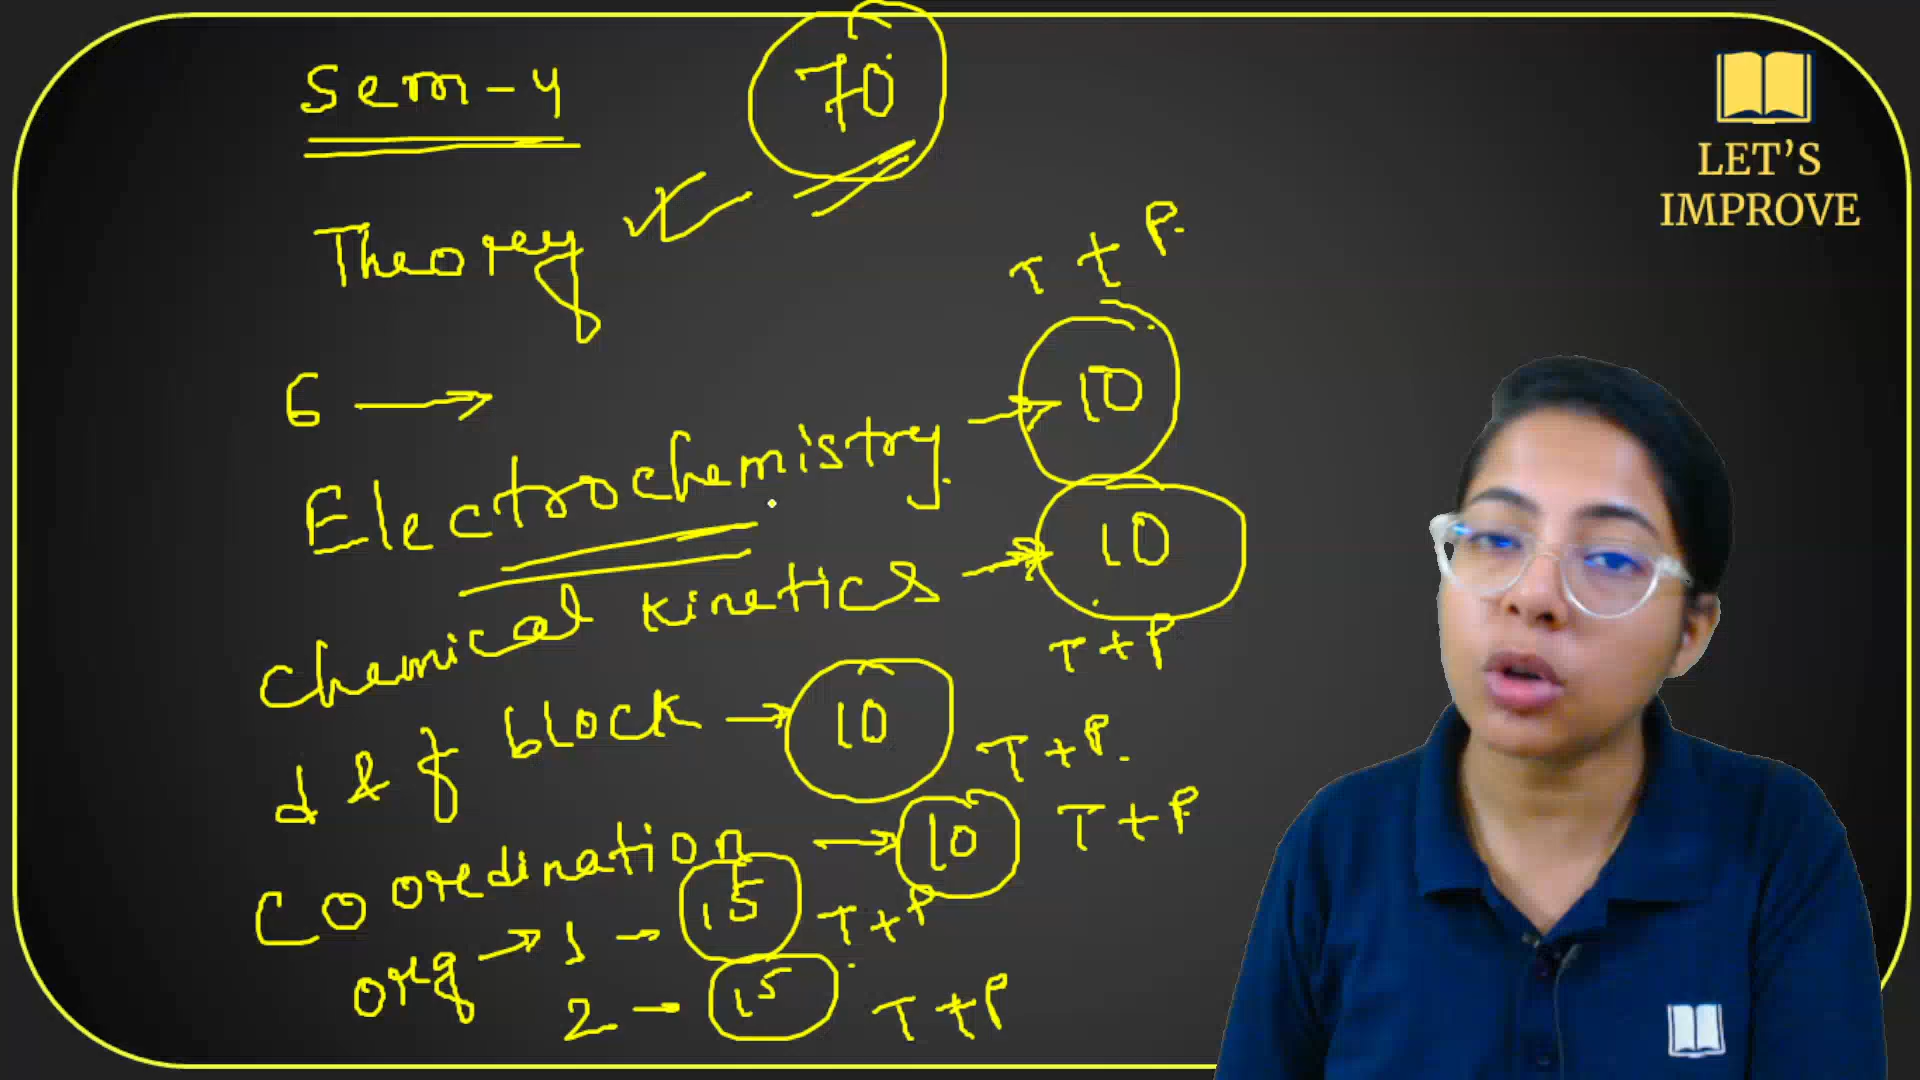 Sem-4
70
Theorey
T + P.
6 →
Electrochemistry. → 10
chemical kinetics → 10
T + P
d & f block → 10 T + P.
Coordination → 10 T + P
org → 1 - 15 T + P
2 - 15 T + P
LET'S
IMPROVE